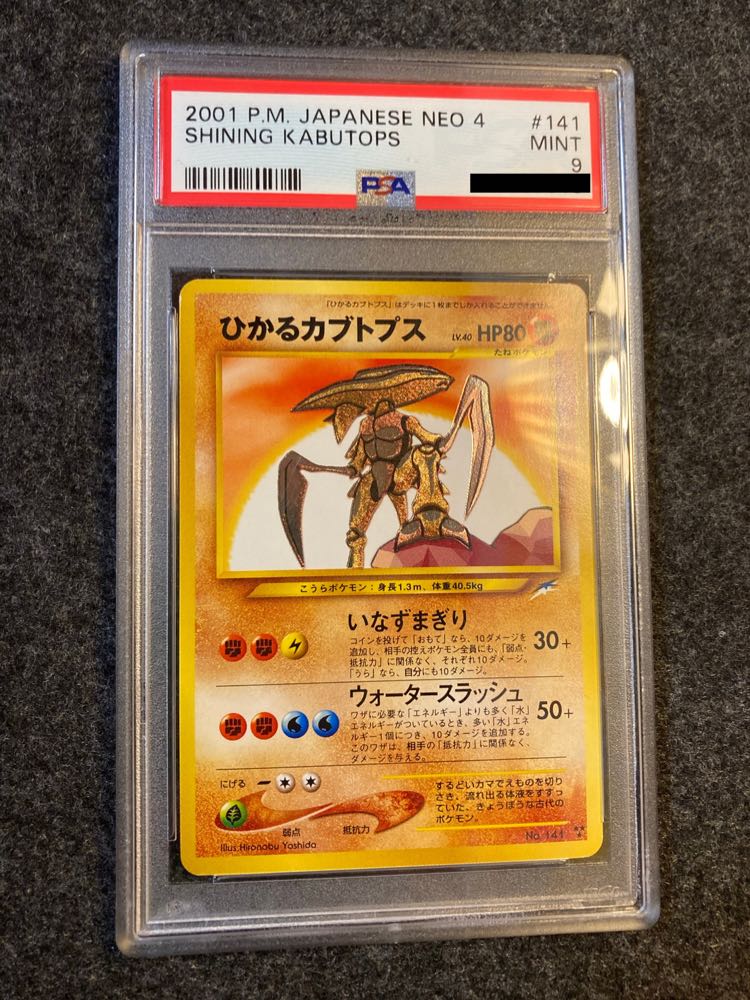 2001 P.M. JAPANESE NEO 4 #141
SHINING KABUTOPS MINT
9
PSA
「ひかるカブトプス」はデッキに1枚までしか入れることができません。
ひかるカブトプス LV.40 HP80
たねポケモン
こうらポケモン:身長1.3m、体重40.5kg
いなずまぎり
コインを投げて「おもて」なら、10ダメージを
追加し、相手の控えポケモン全員にも、「弱点・
抵抗力」に関係なく、それぞれ10ダメージ。
「うら」なら、自分にも10ダメージ。
30+
ウォータースラッシュ
ワザに必要な「エネルギー」よりも多く「水」
エネルギーがついているとき、多い「水」エネ
ルギー1個につき、10ダメージを追加する。
このワザは、相手の「抵抗力」に関係なく、
ダメージを与える。
50+
にげる
弱点 抵抗力
するどいカマでえものを切り
さき、流れ出る体液をすすっ
ていた、きょうぼうな古代の
ポケモン。
Illus.Hironobu Yoshida
No.141